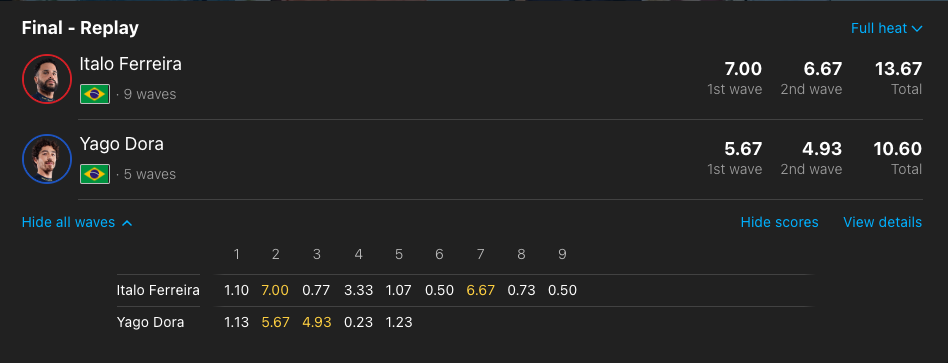 Final - Replay Full heat
Italo Ferreira 7.00 6.67 13.67
· 9 waves 1st wave 2nd wave Total
Yago Dora 5.67 4.93 10.60
· 5 waves 1st wave 2nd wave Total
Hide all waves Hide scores View details
1 2 3 4 5 6 7 8 9
Italo Ferreira 1.10 7.00 0.77 3.33 1.07 0.50 6.67 0.73 0.50
Yago Dora 1.13 5.67 4.93 0.23 1.23